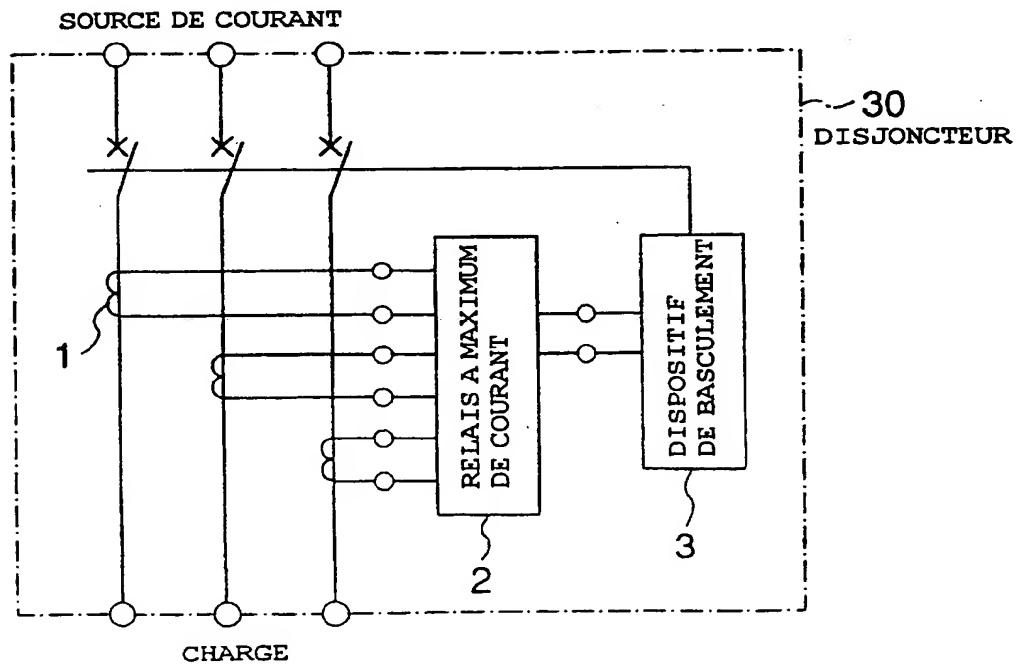 SOURCE DE COURANT
30
DISJONCTEUR
1
RELAIS A MAXIMUM
DE COURANT
2
DISPOSITIF
DE BASCULEMENT
3
CHARGE